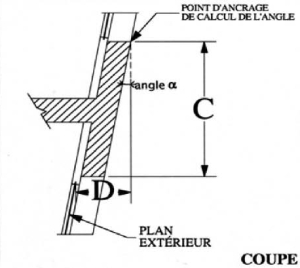 POINT D'ANCRAGE
DE CALCUL DE L'ANGLE
angle α
C
D
PLAN
EXTÉRIEUR
COUPE